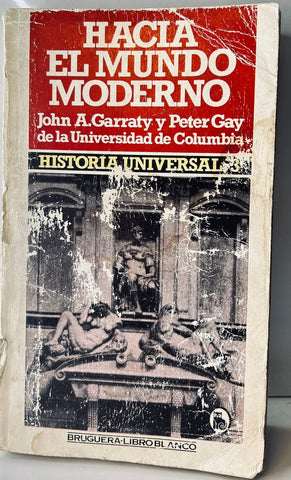 HACIA
EL MUNDO
MODERNO
John A. Garraty y Peter Gay
de la Universidad de Columbia
HISTORIA UNIVERSAL
BRUGUERA·LIBRO BLANCO